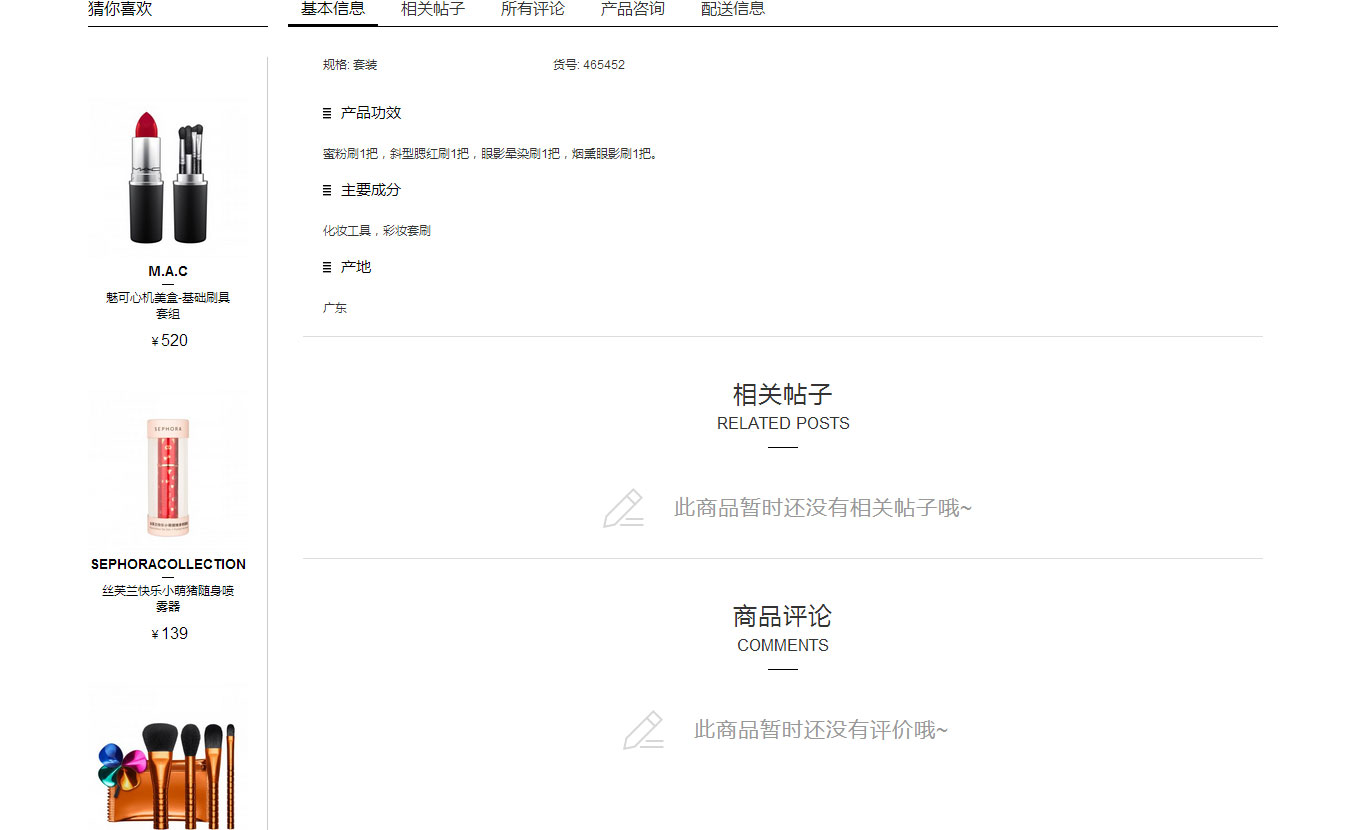 猜你喜欢
基本信息 相关帖子 所有评论 产品咨询 配送信息
规格: 套装 货号: 465452
产品功效
蜜粉刷1把，斜型腮红刷1把，眼影晕染刷1把，烟熏眼影刷1把。
主要成分
化妆工具，彩妆套刷
产地
广东
MAC
M.A.C
魅可心机美盒-基础刷具
套组
¥520
SEPHORA
SEPHORACOLLECTION
丝芙兰快乐小萌猪随身喷
雾器
¥139
相关帖子
RELATED POSTS
此商品暂时还没有相关帖子哦~
商品评论
COMMENTS
此商品暂时还没有评价哦~